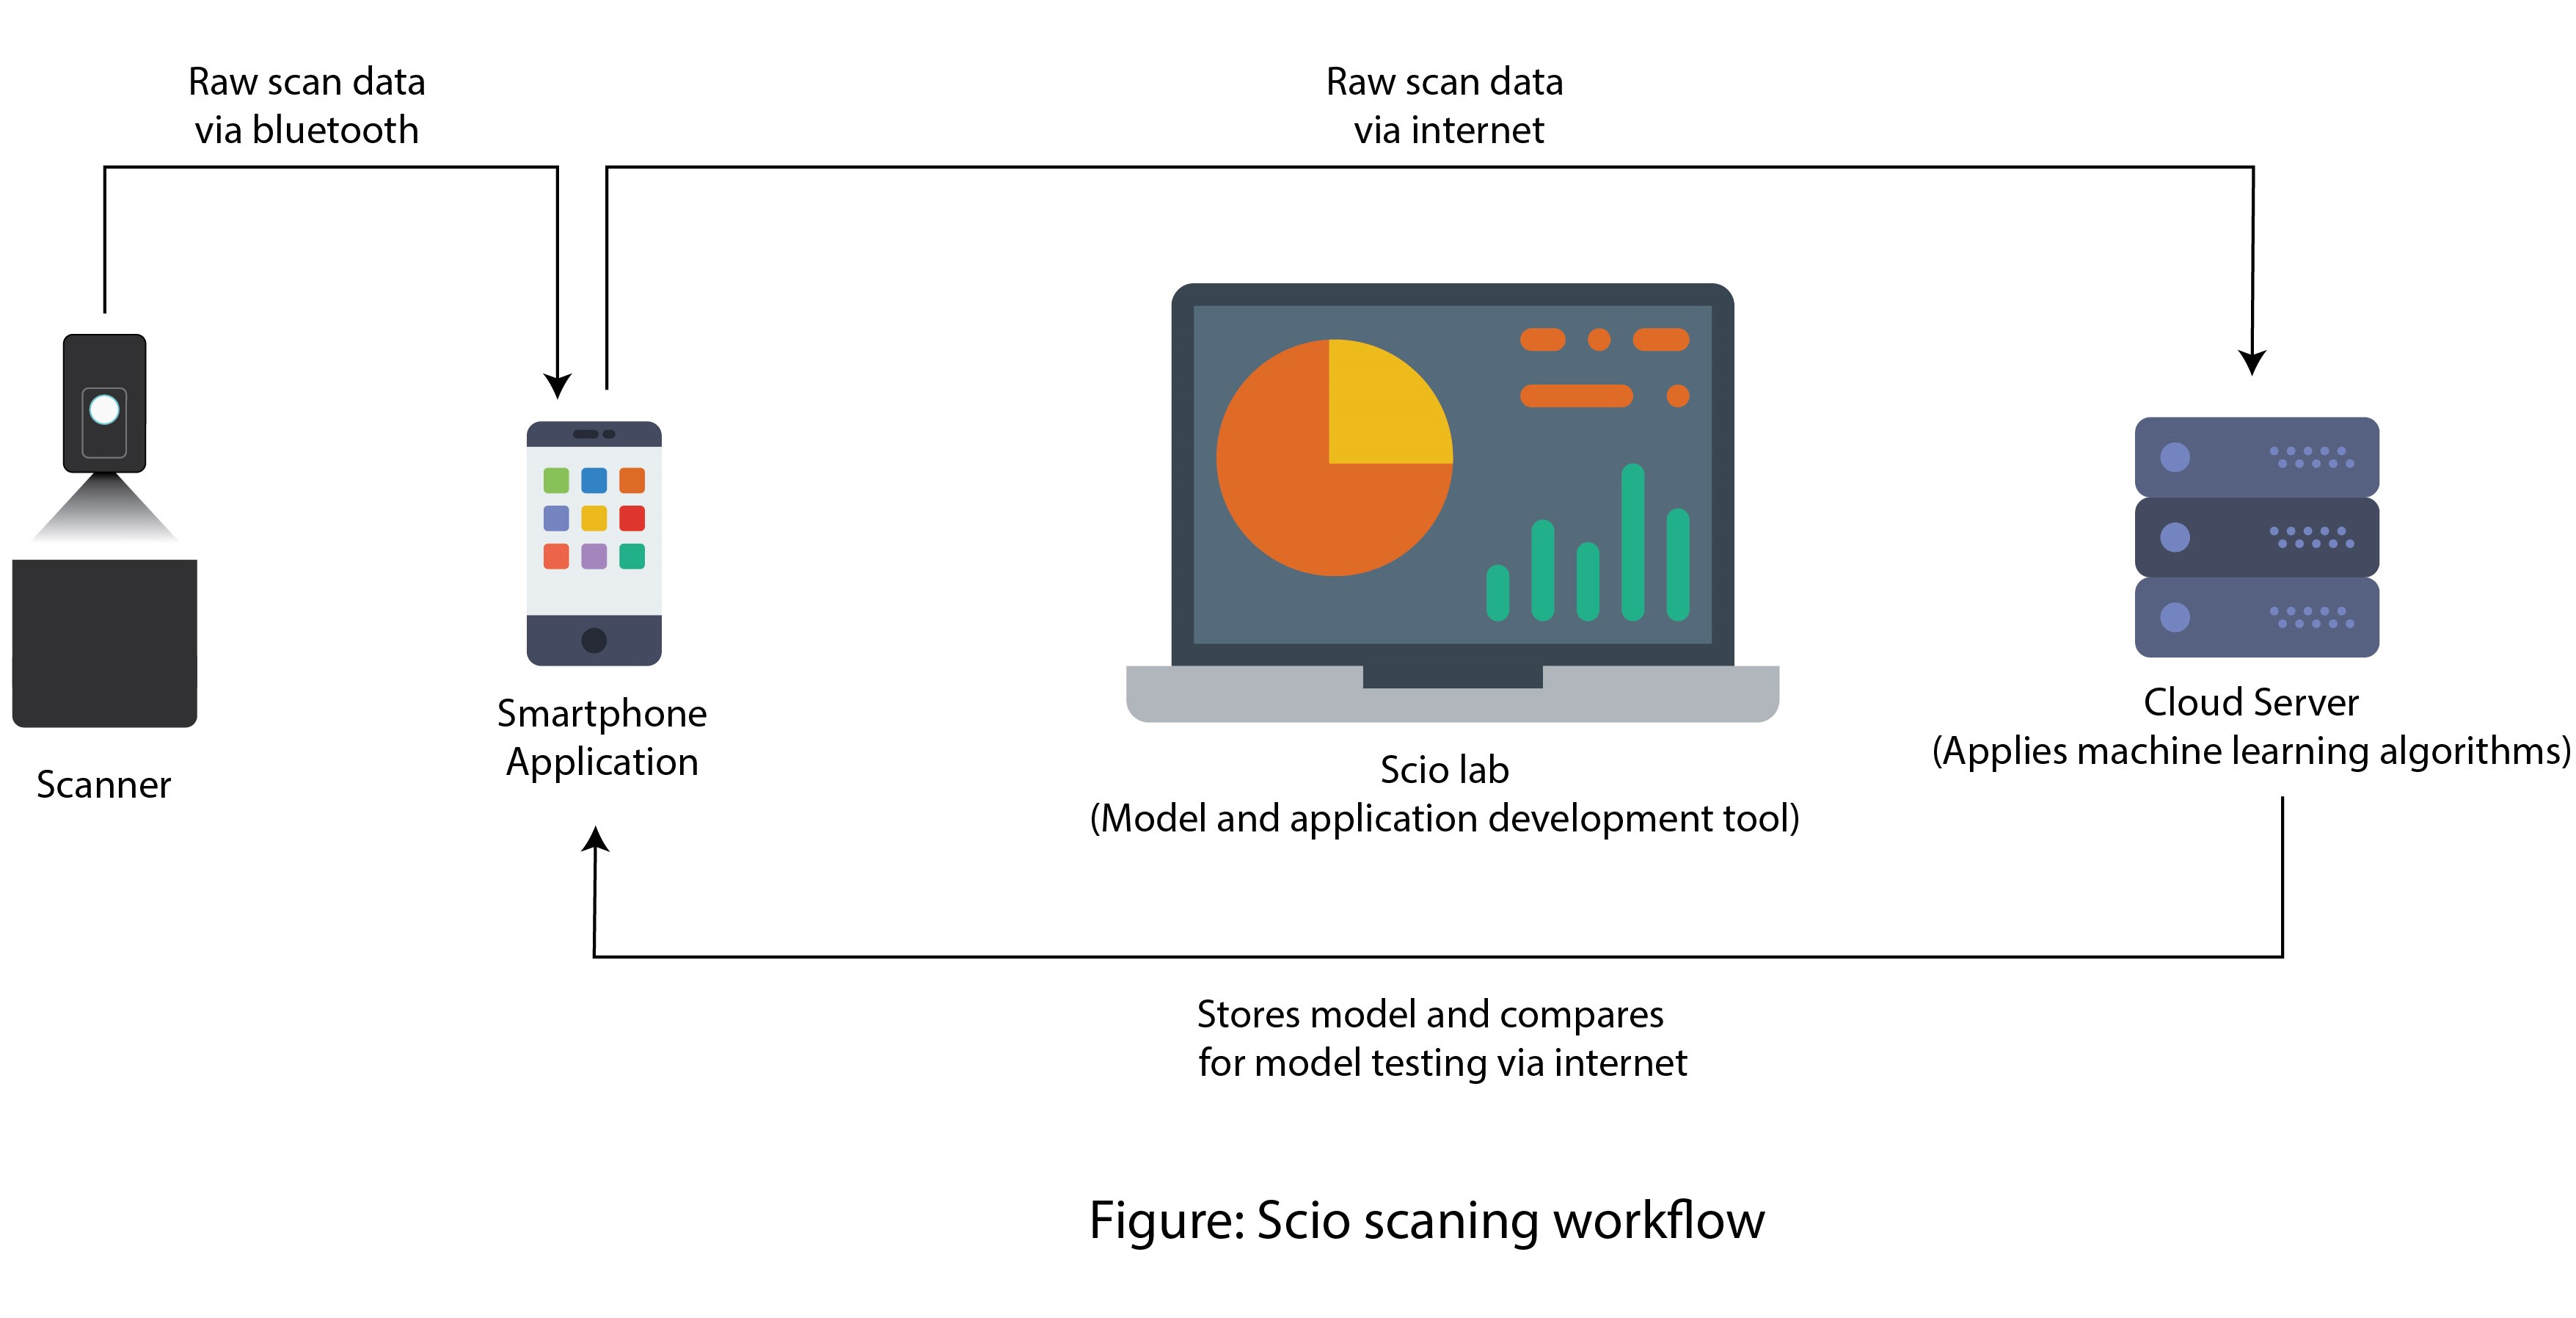 Raw scan data
via bluetooth
Raw scan data
via internet
Scanner
Smartphone
Application
Scio lab
(Model and application development tool)
Cloud Server
(Applies machine learning algorithms)
Stores model and compares
for model testing via internet
Figure: Scio scaning workflow